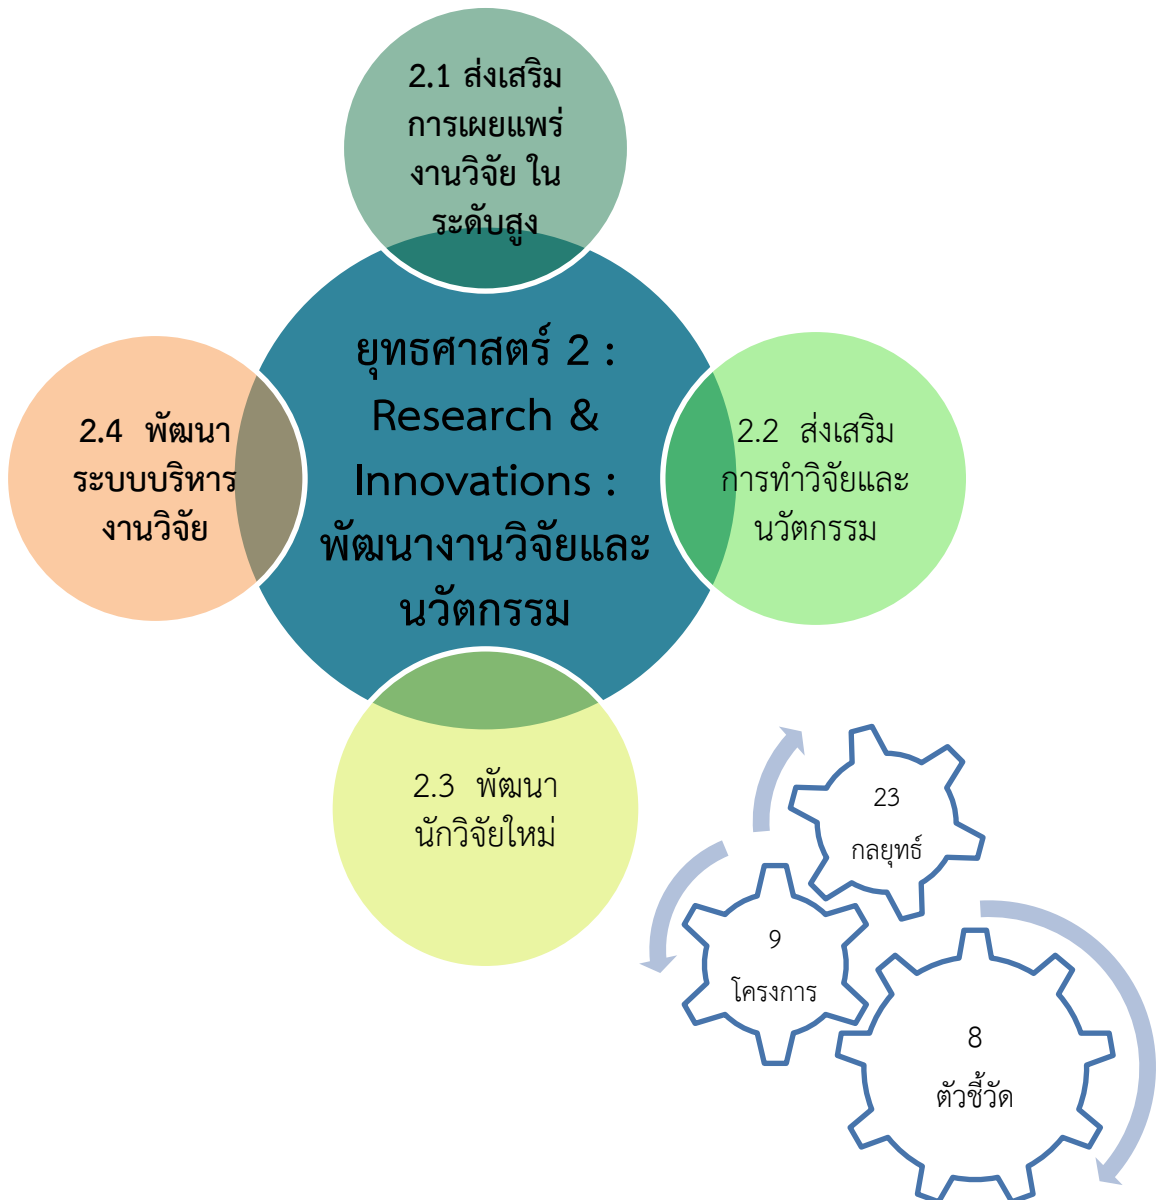 2.1 ส่งเสริม
การเผยแพร่
งานวิจัย ใน
ระดับสูง
ยุทธศาสตร์ 2 :
Research &
Innovations :
พัฒนางานวิจัยและ
นวัตกรรม
2.4 พัฒนา
ระบบบริหาร
งานวิจัย
2.2 ส่งเสริม
การทำวิจัยและ
นวัตกรรม
2.3 พัฒนา
นักวิจัยใหม่
23
กลยุทธ์
9
โครงการ
8
ตัวชี้วัด